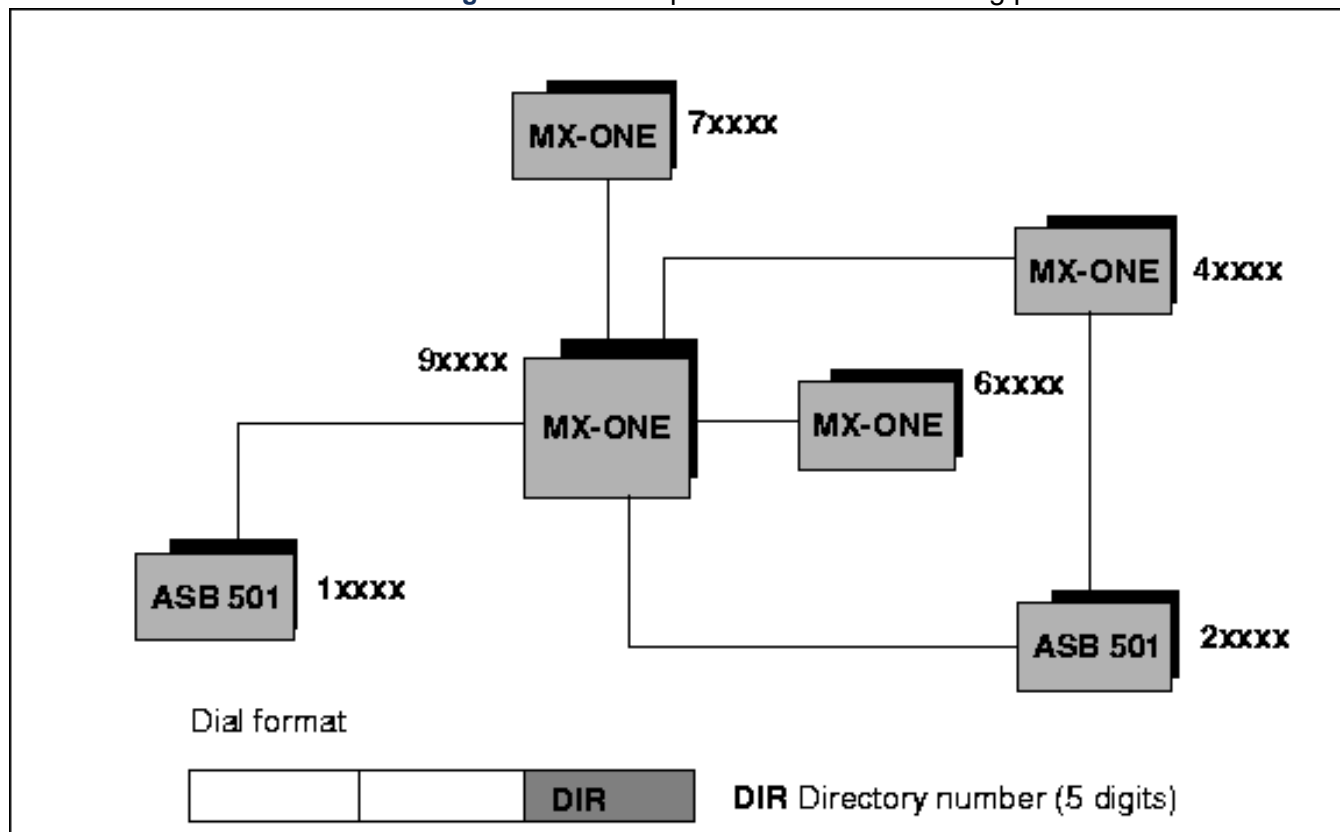 MX-ONE 7xxxx
MX-ONE 4xxxx
9xxxx
MX-ONE
MX-ONE 6xxxx
ASB 501 1xxxx
ASB 501 2xxxx
Dial format
DIR
DIR Directory number (5 digits)